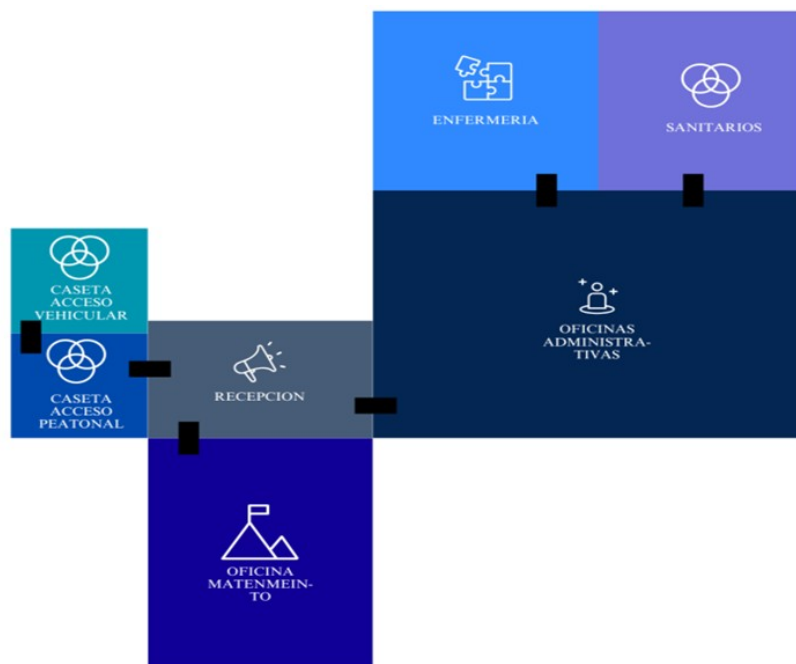 ENFERMERIA
SANITARIOS
CASETA
ACCESO
VEHICULAR
OFICINAS
ADMINISTRA-
TIVAS
CASETA
ACCESO
PEATONAL
RECEPCION
OFICINA
MATENMEIN-
TO